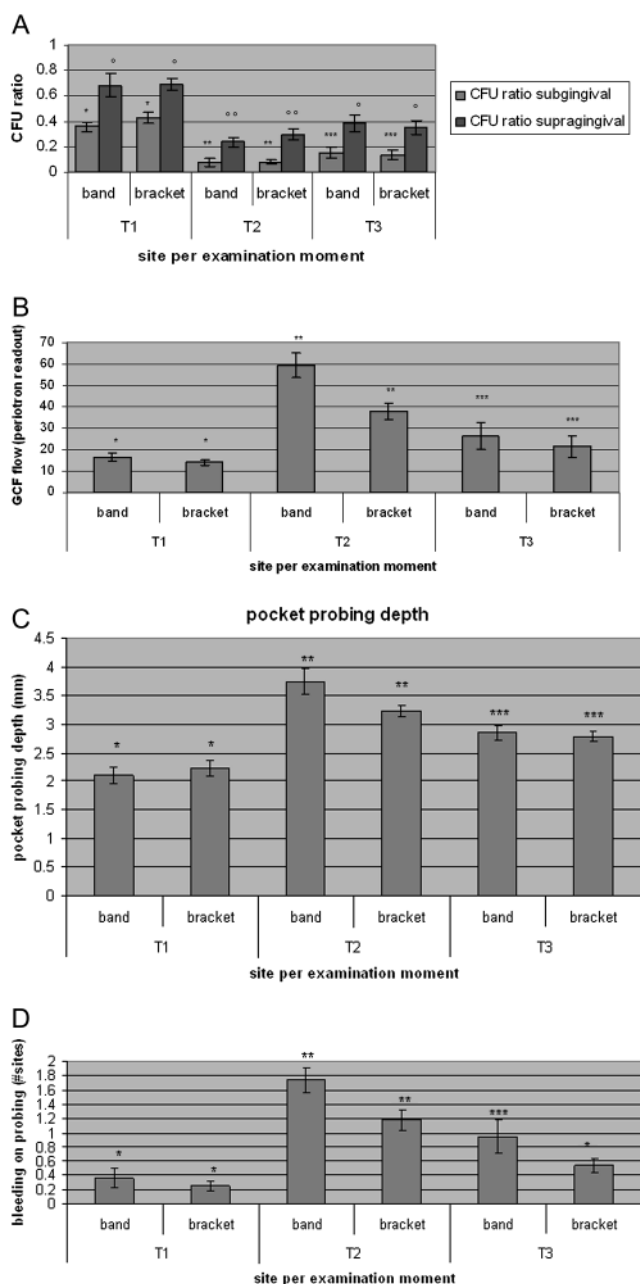 A
CFU ratio
1
0.8
0.6
0.4
0.2
0
* ° * ° ** °° ** °° *** ° *** °
band bracket band bracket band bracket
T1 T2 T3
site per examination moment
CFU ratio subgingival
CFU ratio supragingival
B
GCF flow (periotron readout)
70
60
50
40
30
20
10
0
* * ** ** *** ***
band bracket band bracket band bracket
T1 T2 T3
site per examination moment
C
pocket probing depth
pocket probing depth (mm)
4.5
4
3.5
3
2.5
2
1.5
1
0.5
0
* * ** ** *** ***
band bracket band bracket band bracket
T1 T2 T3
site per examination moment
D
bleeding on probing (#sites)
2
1.8
1.6
1.4
1.2
1
0.8
0.6
0.4
0.2
0
* * ** ** *** *
band bracket band bracket band bracket
T1 T2 T3
site per examination moment